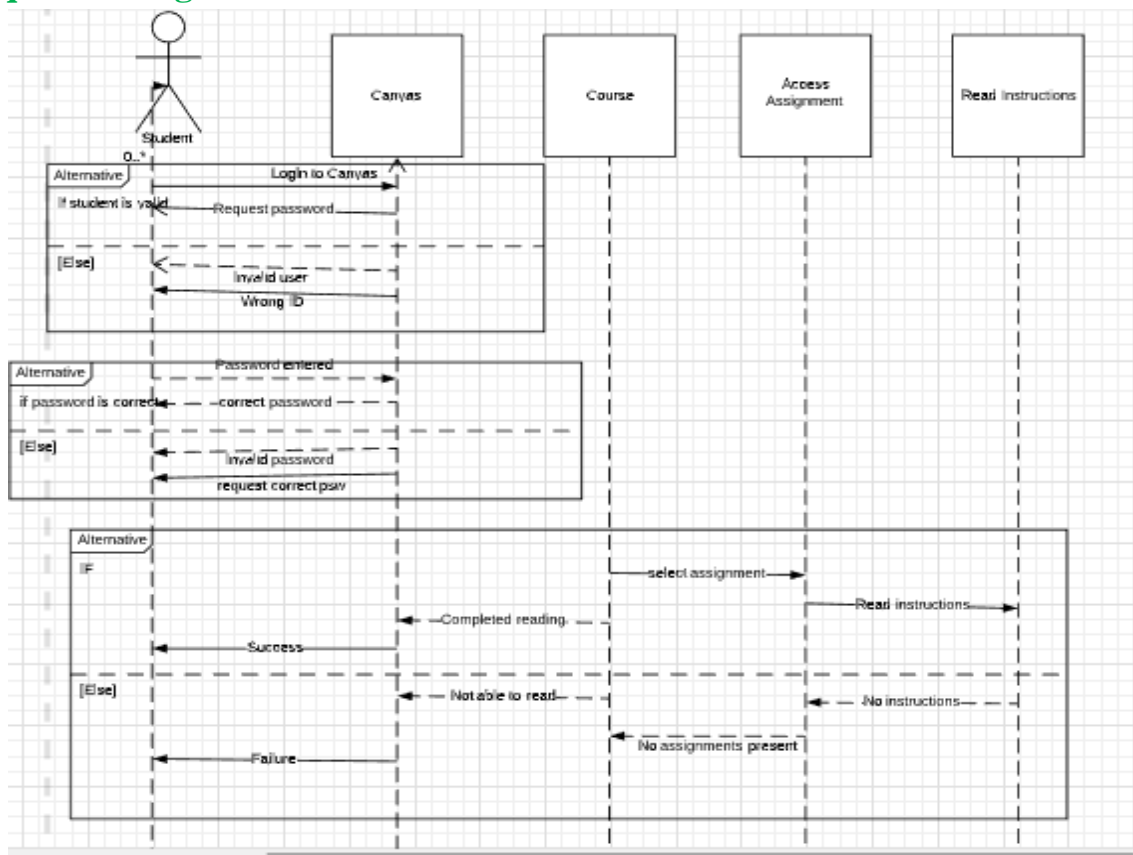 Student
0..*
Canvas
Course
Access
Assignment
Read Instructions
Alternative
Login to Canvas
If student is valid
Request password
[Else]
Invalid user
Wrong ID
Alternative
Password entered
if password is correct
correct password
[Else]
Invalid password
request correct psw
Alternative
IF
select assignment
Read instructions
Completed reading
Success
[Else]
Not able to read
No instructions
No assignments present
Failure